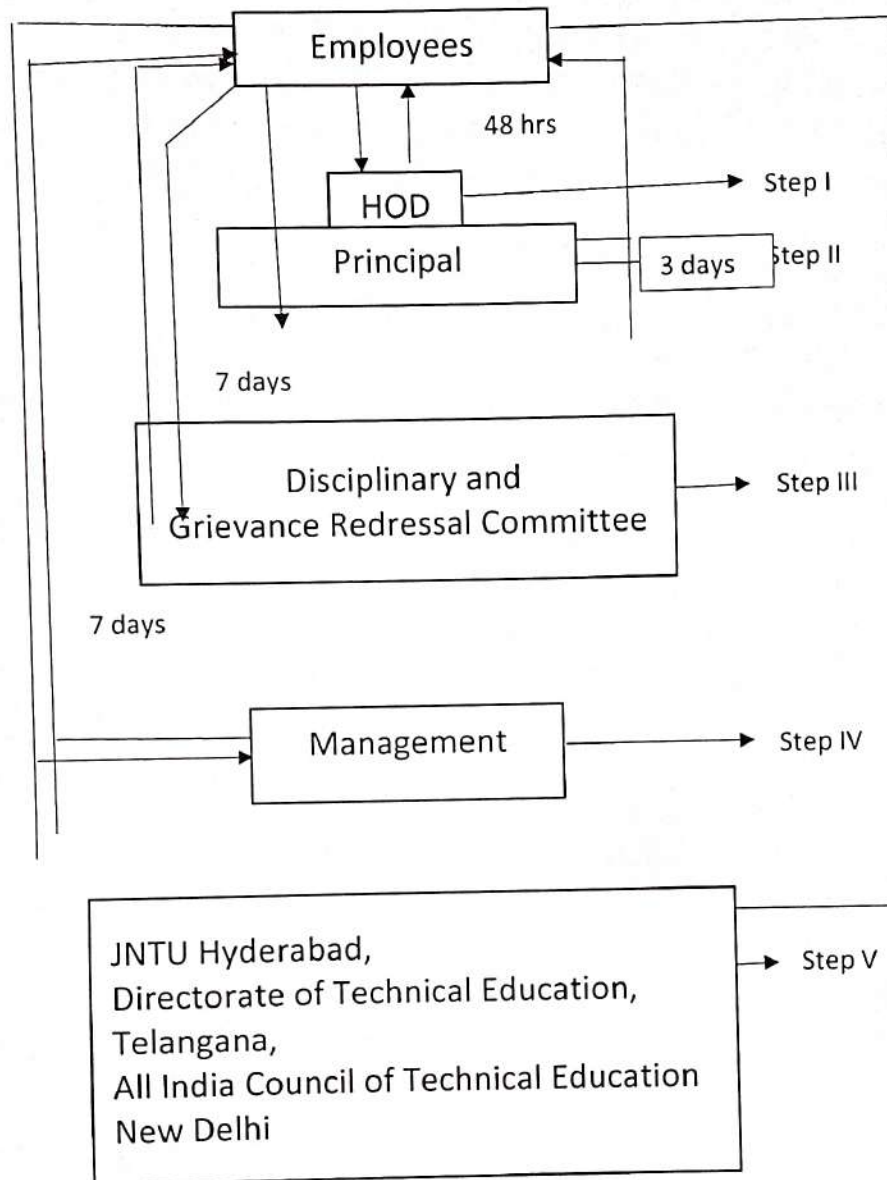 Employees
48 hrs
HOD
Step I
Principal
3 days
Step II
7 days
Disciplinary and
Grievance Redressal Committee
Step III
7 days
Management
Step IV
JNTU Hyderabad,
Directorate of Technical Education,
Telangana,
All India Council of Technical Education
New Delhi
Step V